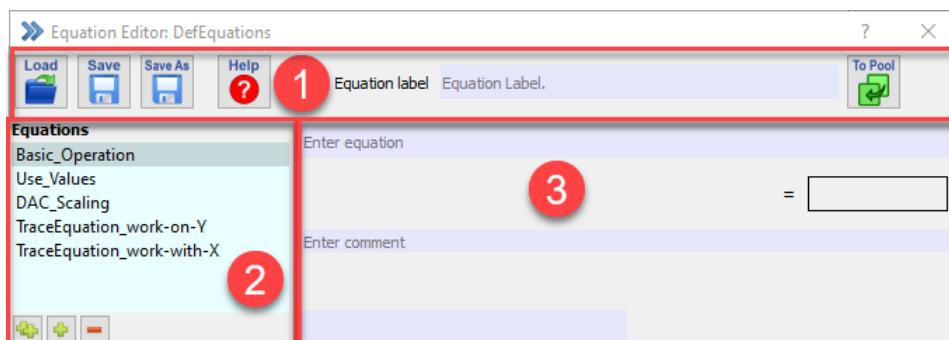 Equation Editor: DefEquations ?
Load Save Save As Help 1 Equation label Equation Label. To Pool
?
Equations
Enter equation
Basic_Operation
Use_Values
3 =
DAC_Scaling
TraceEquation_work-on-Y
TraceEquation_work-with-X
Enter comment
2